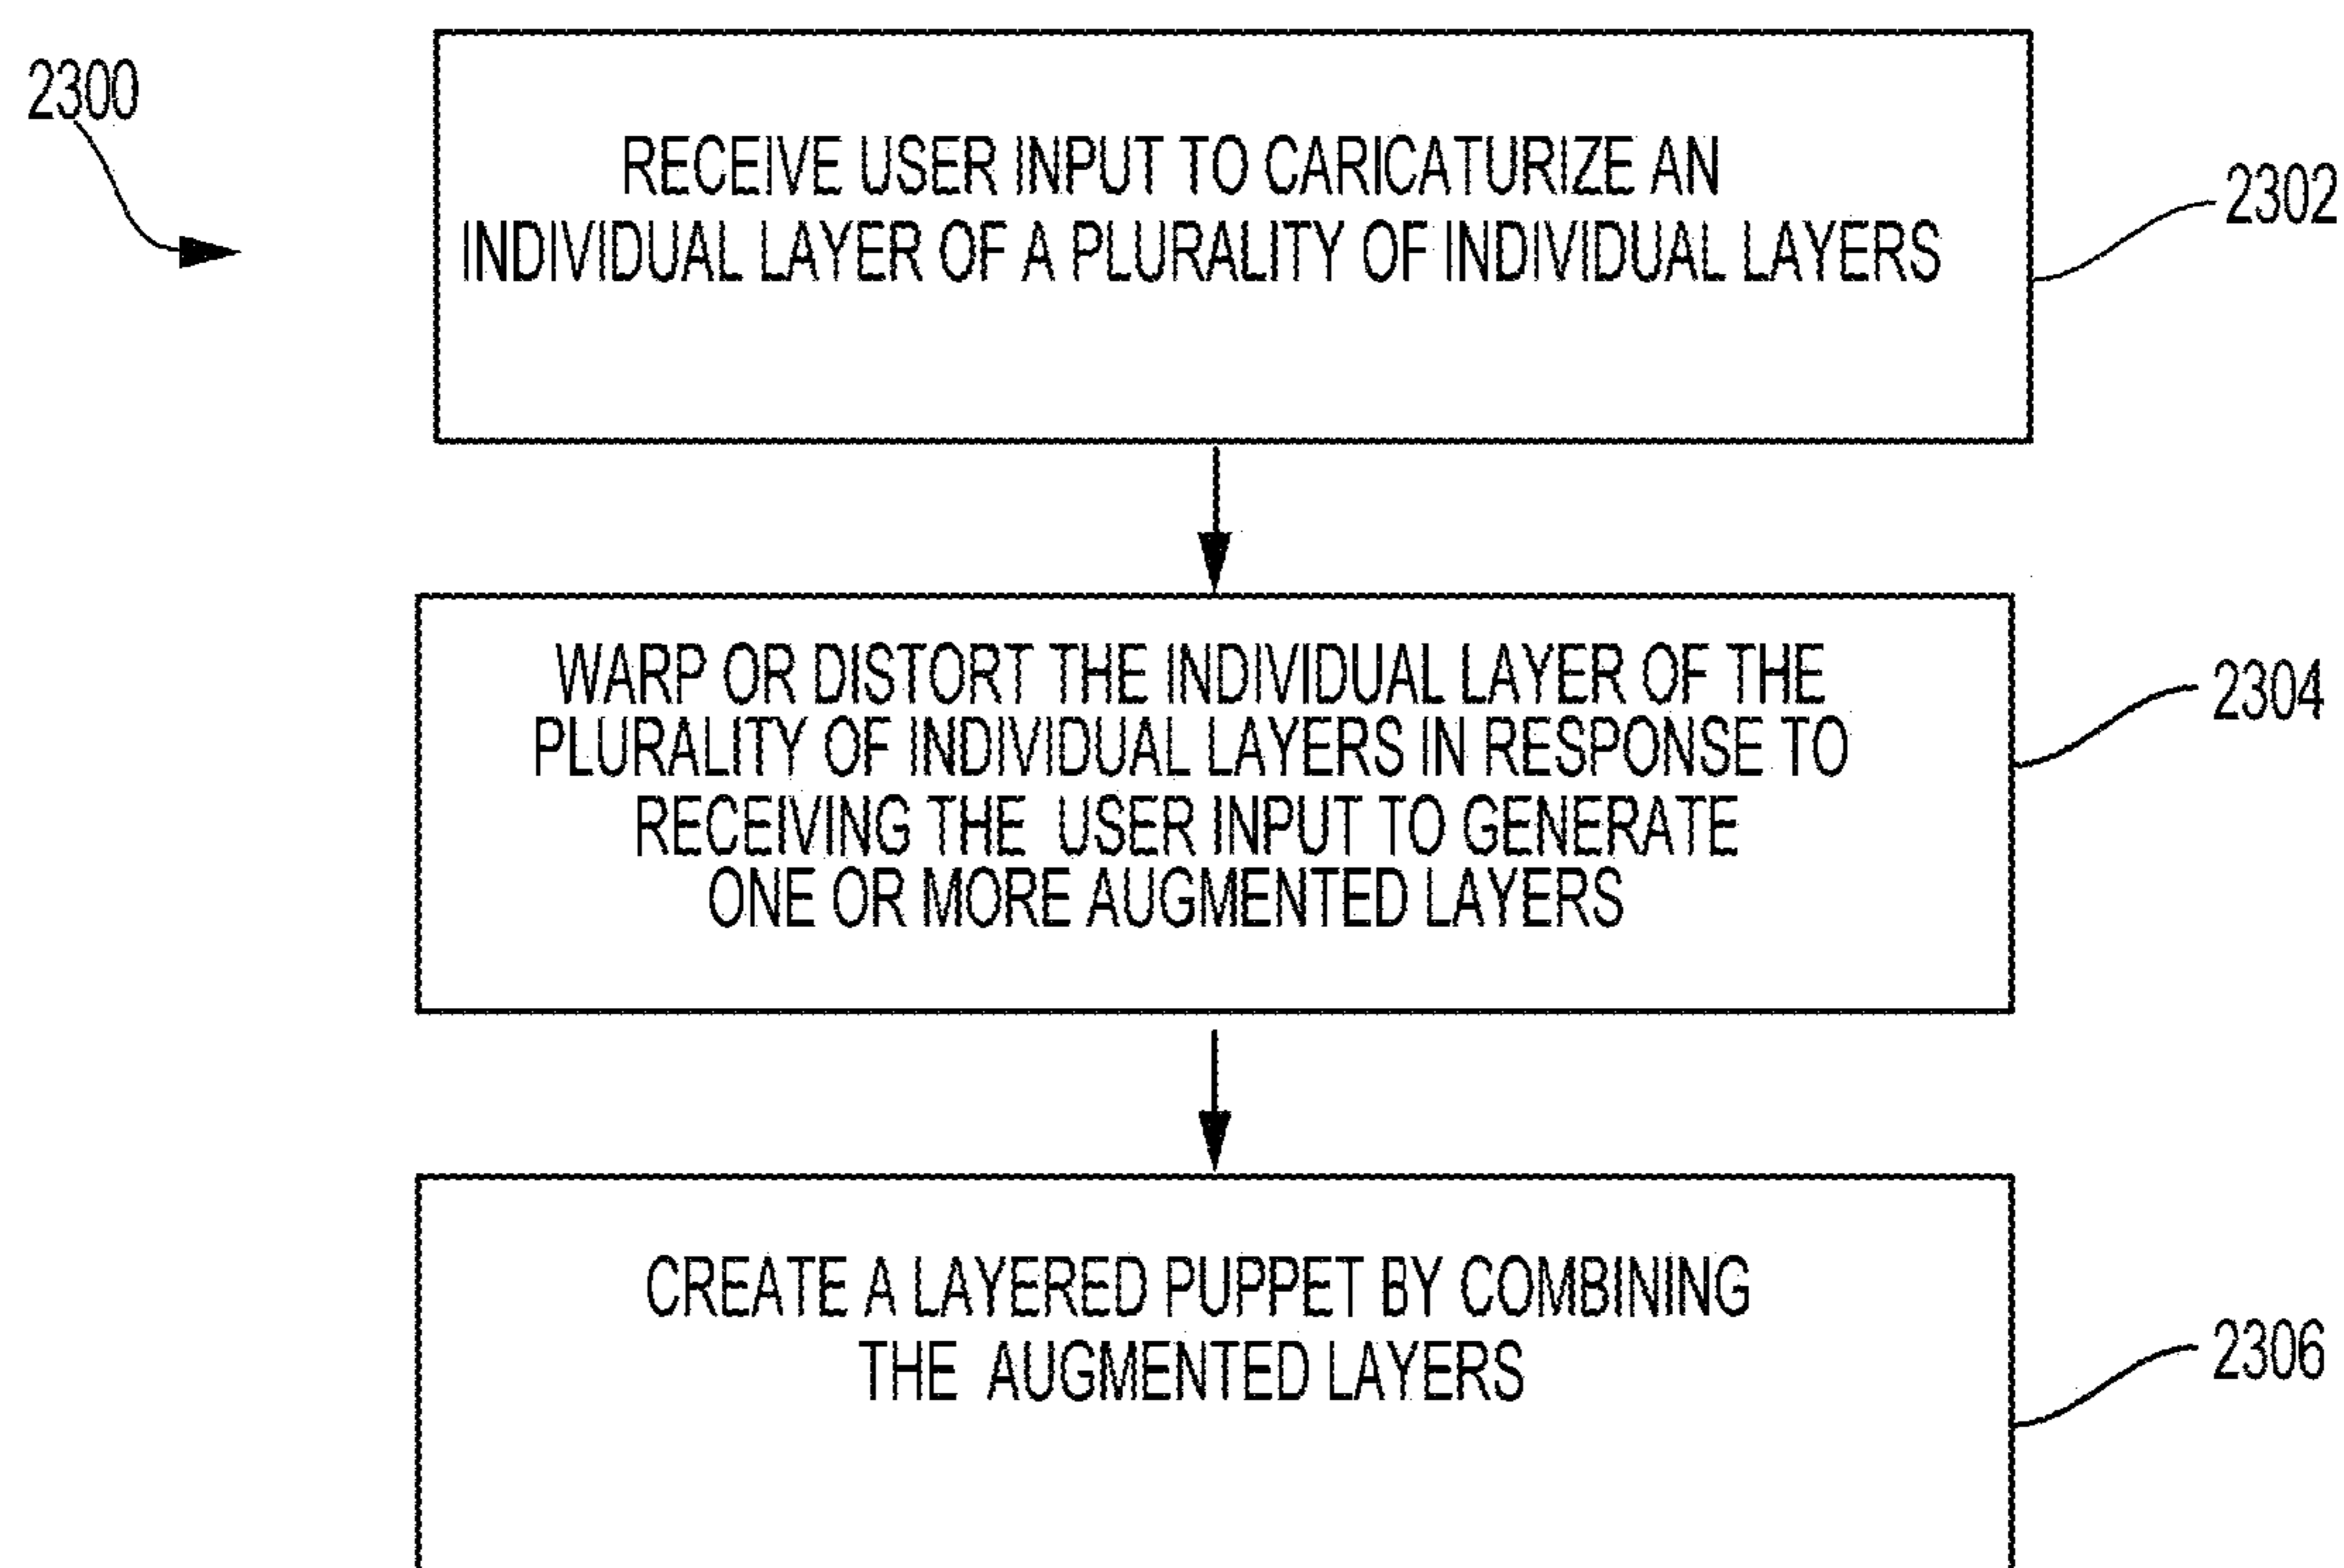 2300
RECEIVE USER INPUT TO CARICATURIZE AN
INDIVIDUAL LAYER OF A PLURALITY OF INDIVIDUAL LAYERS
2302
WARP OR DISTORT THE INDIVIDUAL LAYER OF THE
PLURALITY OF INDIVIDUAL LAYERS IN RESPONSE TO
RECEIVING THE USER INPUT TO GENERATE
ONE OR MORE AUGMENTED LAYERS
2304
CREATE A LAYERED PUPPET BY COMBINING
THE AUGMENTED LAYERS
2306